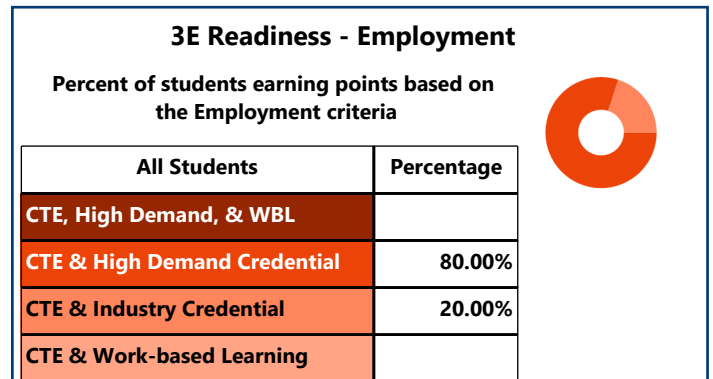 3E Readiness - Employment
Percent of students earning points based on
the Employment criteria
All Students Percentage
CTE, High Demand, & WBL
CTE & High Demand Credential 80.00%
CTE & Industry Credential 20.00%
CTE & Work-based Learning